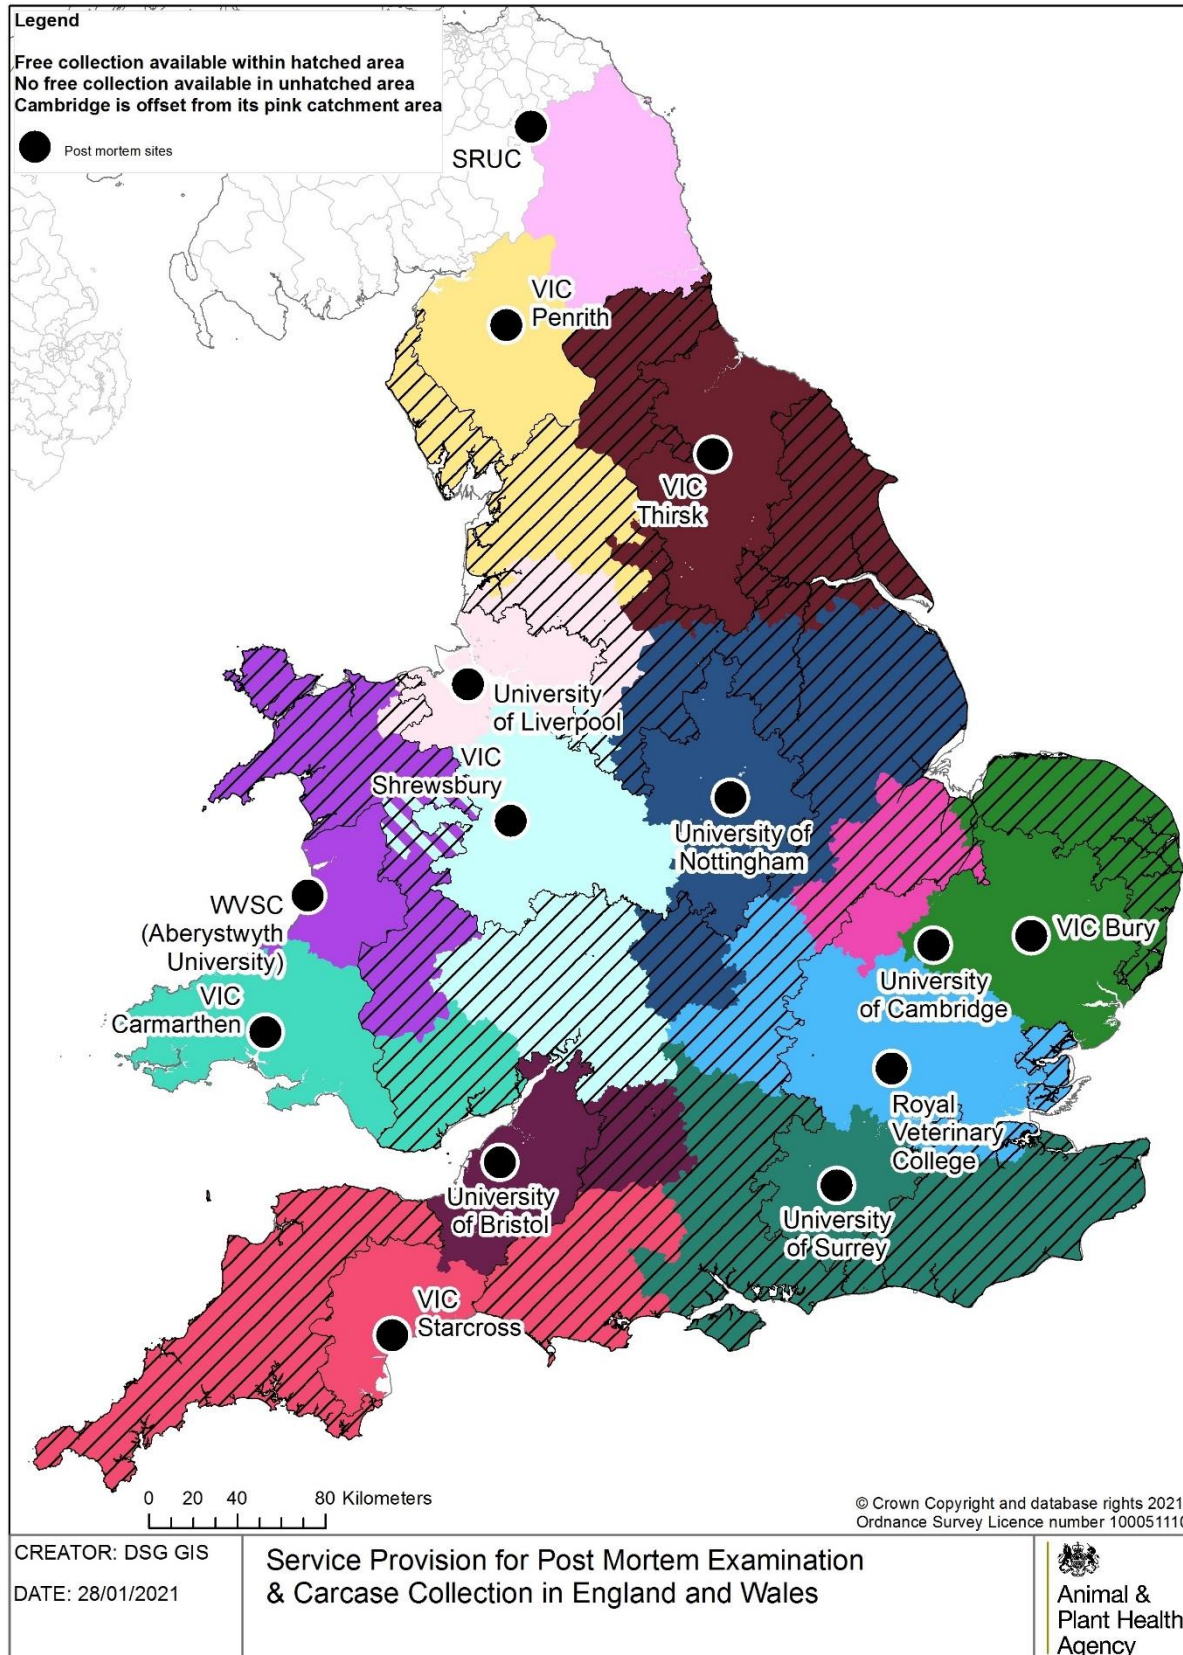 Legend
Free collection available within hatched area
No free collection available in unhatched area
Cambridge is offset from its pink catchment area
Post mortem sites
SRUC
VIC
Penrith
VIC
Thirsk
University
of Liverpool
VIC
Shrewsbury
University of
Nottingham
WVSC
(Aberystwyth
University)
VIC Bury
University
of Cambridge
VIC
Carmarthen
Royal
Veterinary
College
University
of Bristol
University
of Surrey
VIC
Starcross
0 20 40 80 Kilometers
© Crown Copyright and database rights 2021
Ordnance Survey Licence number 100051110
CREATOR: DSG GIS
DATE: 28/01/2021
Service Provision for Post Mortem Examination
& Carcase Collection in England and Wales
Animal &
Plant Health
Agency